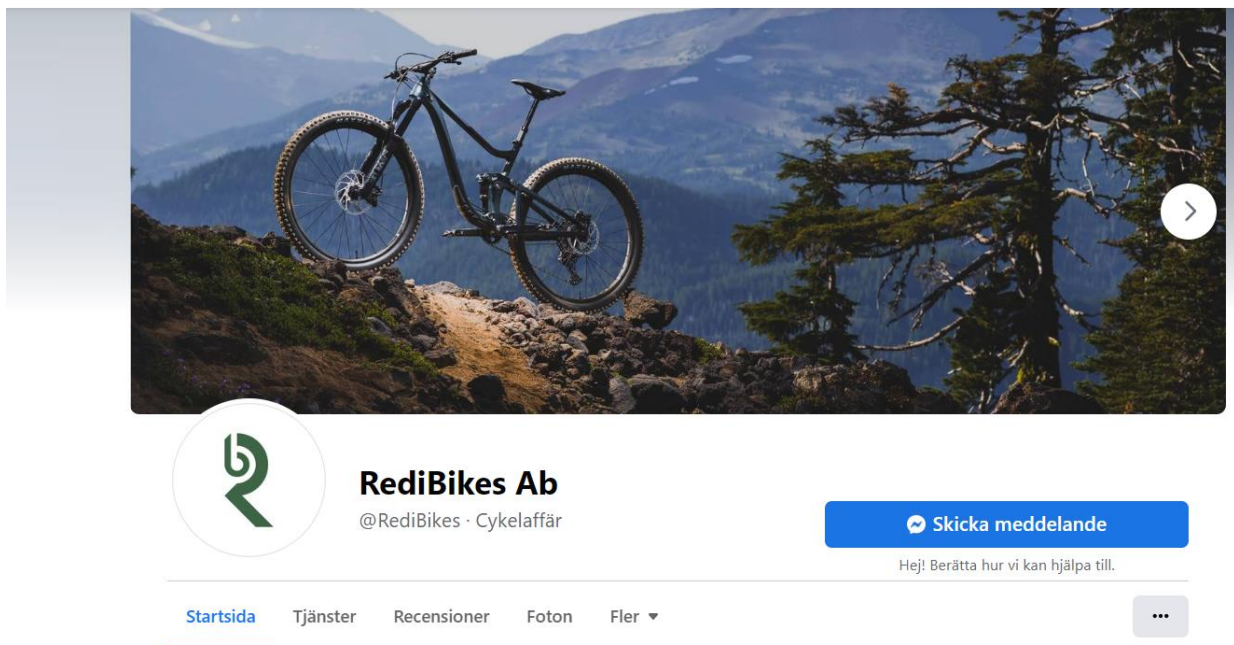 RediBikes Ab
@RediBikes · Cykelaffär
Skicka meddelande
Hej! Berätta hur vi kan hjälpa till.
Startsida Tjänster Recensioner Foton Fler